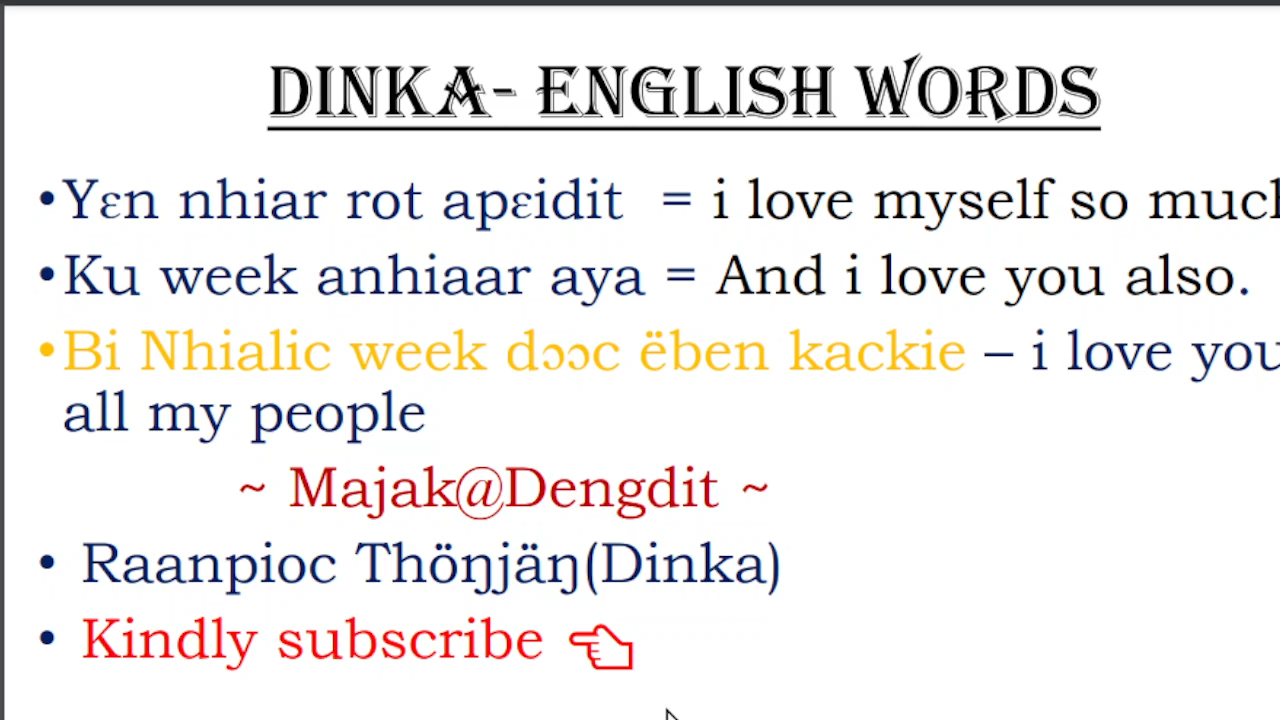 DINKA- ENGLISH WORDS
•Yɛn nhiar rot apɛidit = i love myself so much
•Ku week anhiaar aya = And i love you also.
•Bi Nhialic week dɔɔc ëben kackie – i love you
all my people
~ Majak@Dengdit ~
• Raanpioc Thöŋjäŋ(Dinka)
• Kindly subscribe